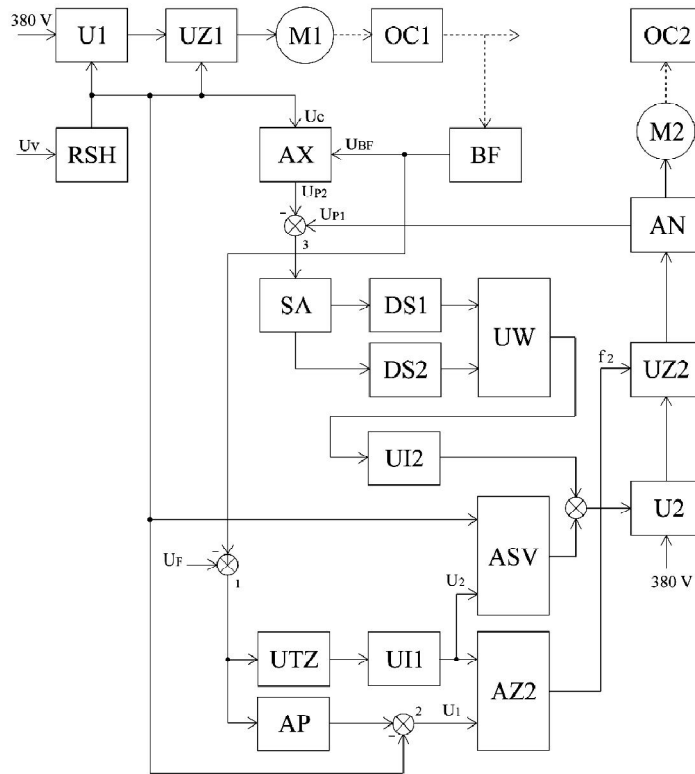 380 V
U1
UZ1
M1
OC1
OC2
Uv
RSH
Uc
AX
UBF
BF
M2
UP2
UP1
AN
-
3
SA
DS1
UW
DS2
f2
UZ2
UI2
U2
-
UF
1
ASV
U2
380 V
UTZ
UI1
AZ2
AP
2
U1
-